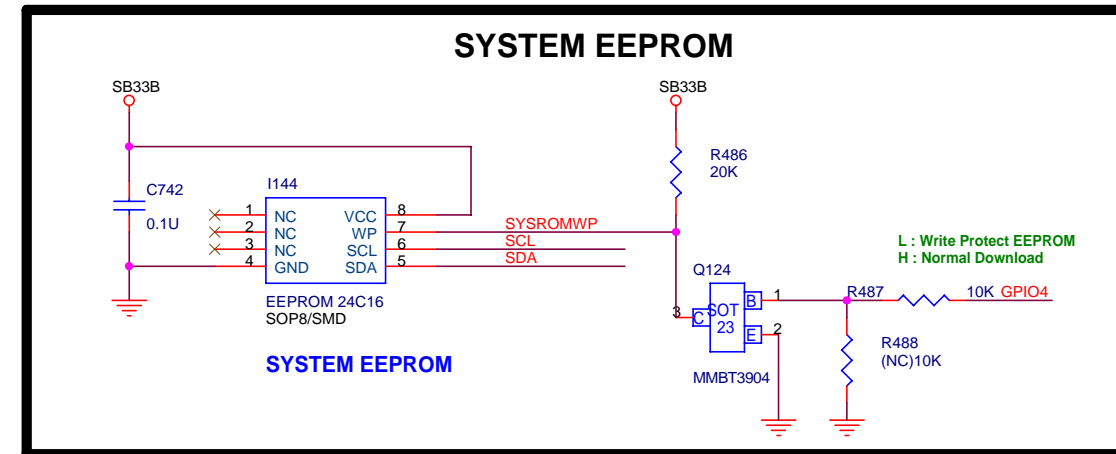 SYSTEM EEPROM
SB33B
SB33B
R486
20K
C742
0.1U
I144
1 NC VCC 8
2 NC WP 7
3 NC SCL 6
4 GND SDA 5
SYSROMWP
SCL
SDA
EEPROM 24C16
SOP8/SMD
SYSTEM EEPROM
L : Write Protect EEPROM
H : Normal Download
Q124
3 C SOT 23 B 1
E 2
MMBT3904
R487 10K GPIO4
R488
(NC)10K